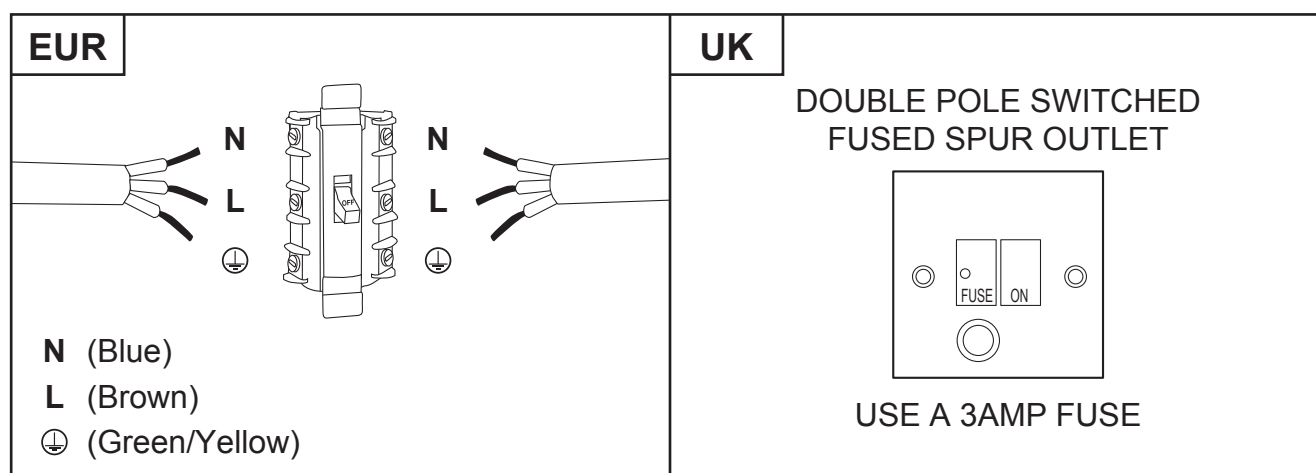 EUR
N
N
L
L
OFF
N (Blue)
L (Brown)
⏚ (Green/Yellow)
UK
DOUBLE POLE SWITCHED
FUSED SPUR OUTLET
FUSE
ON
USE A 3AMP FUSE